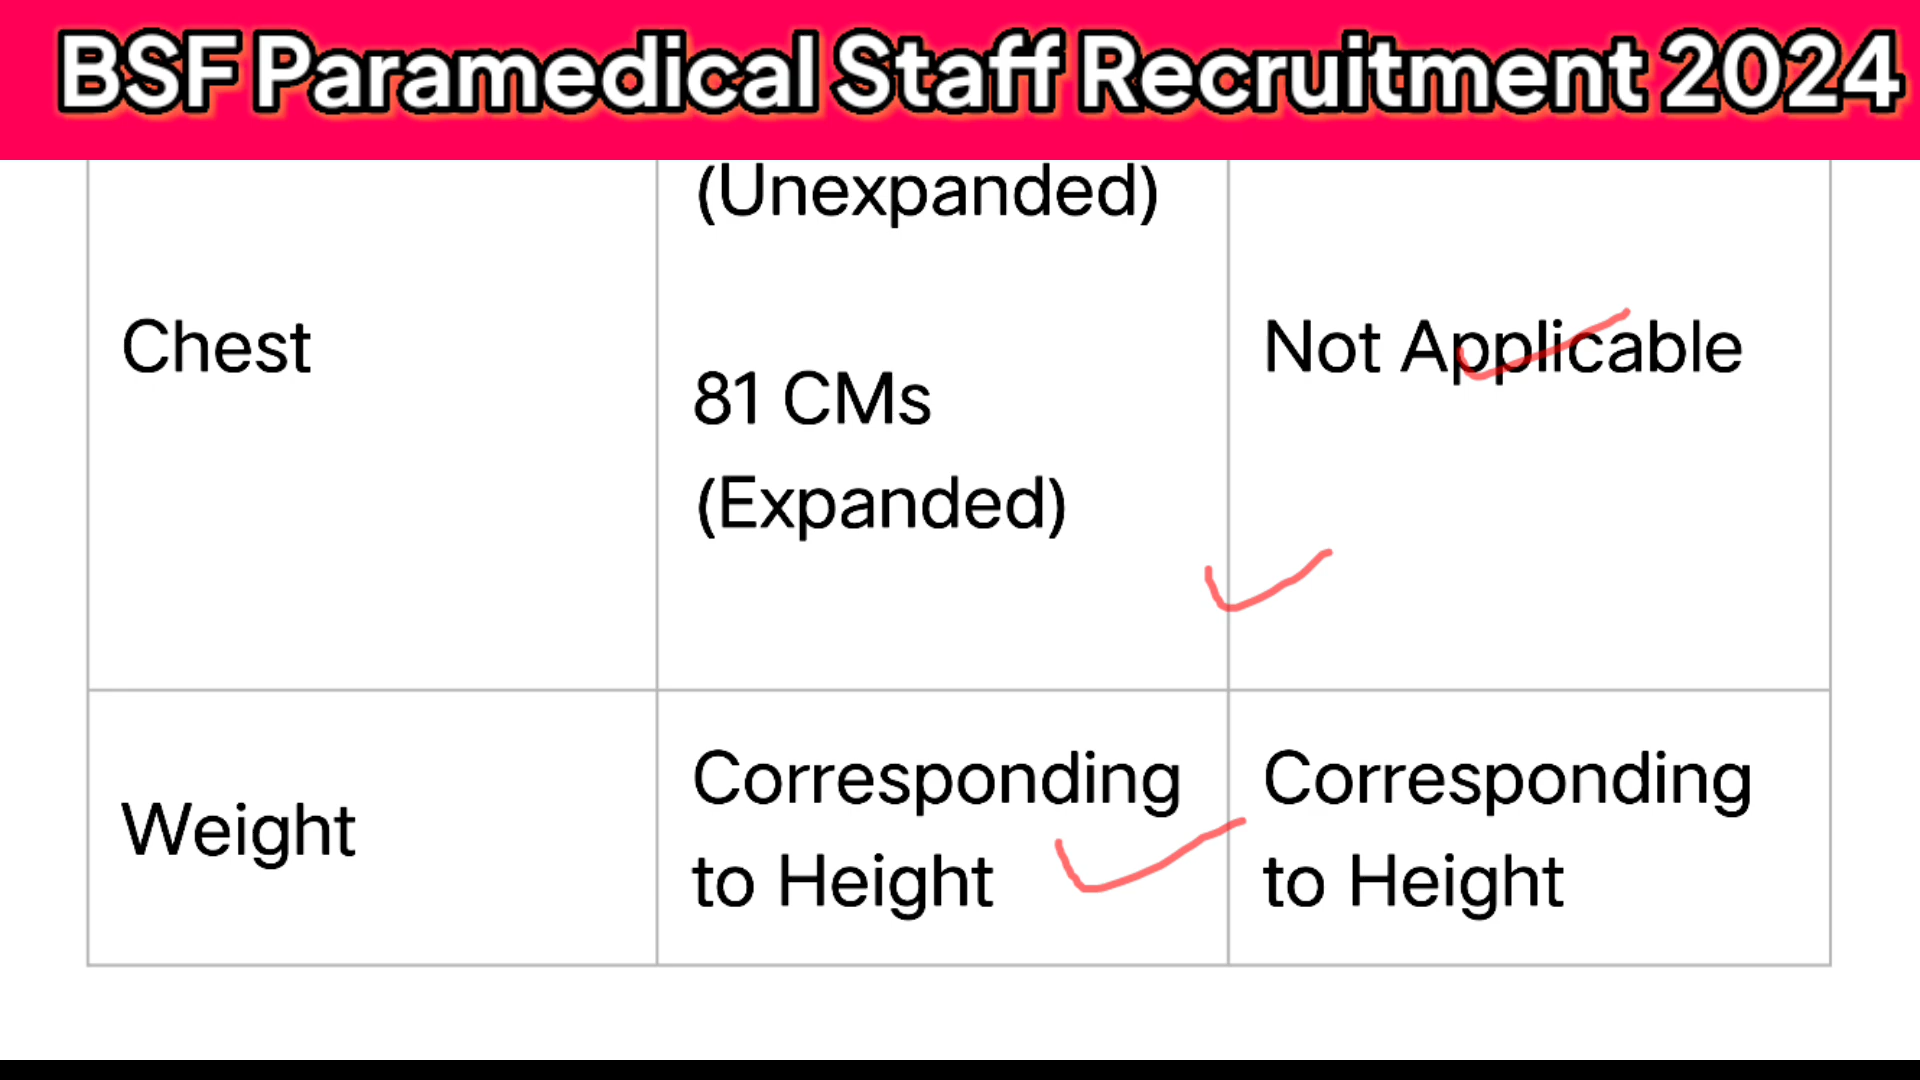 BSF Paramedical Staff Recruitment 2024
(Unexpanded)
Chest
81 CMs
(Expanded)
Not Applicable
Weight
Corresponding
to Height
Corresponding
to Height